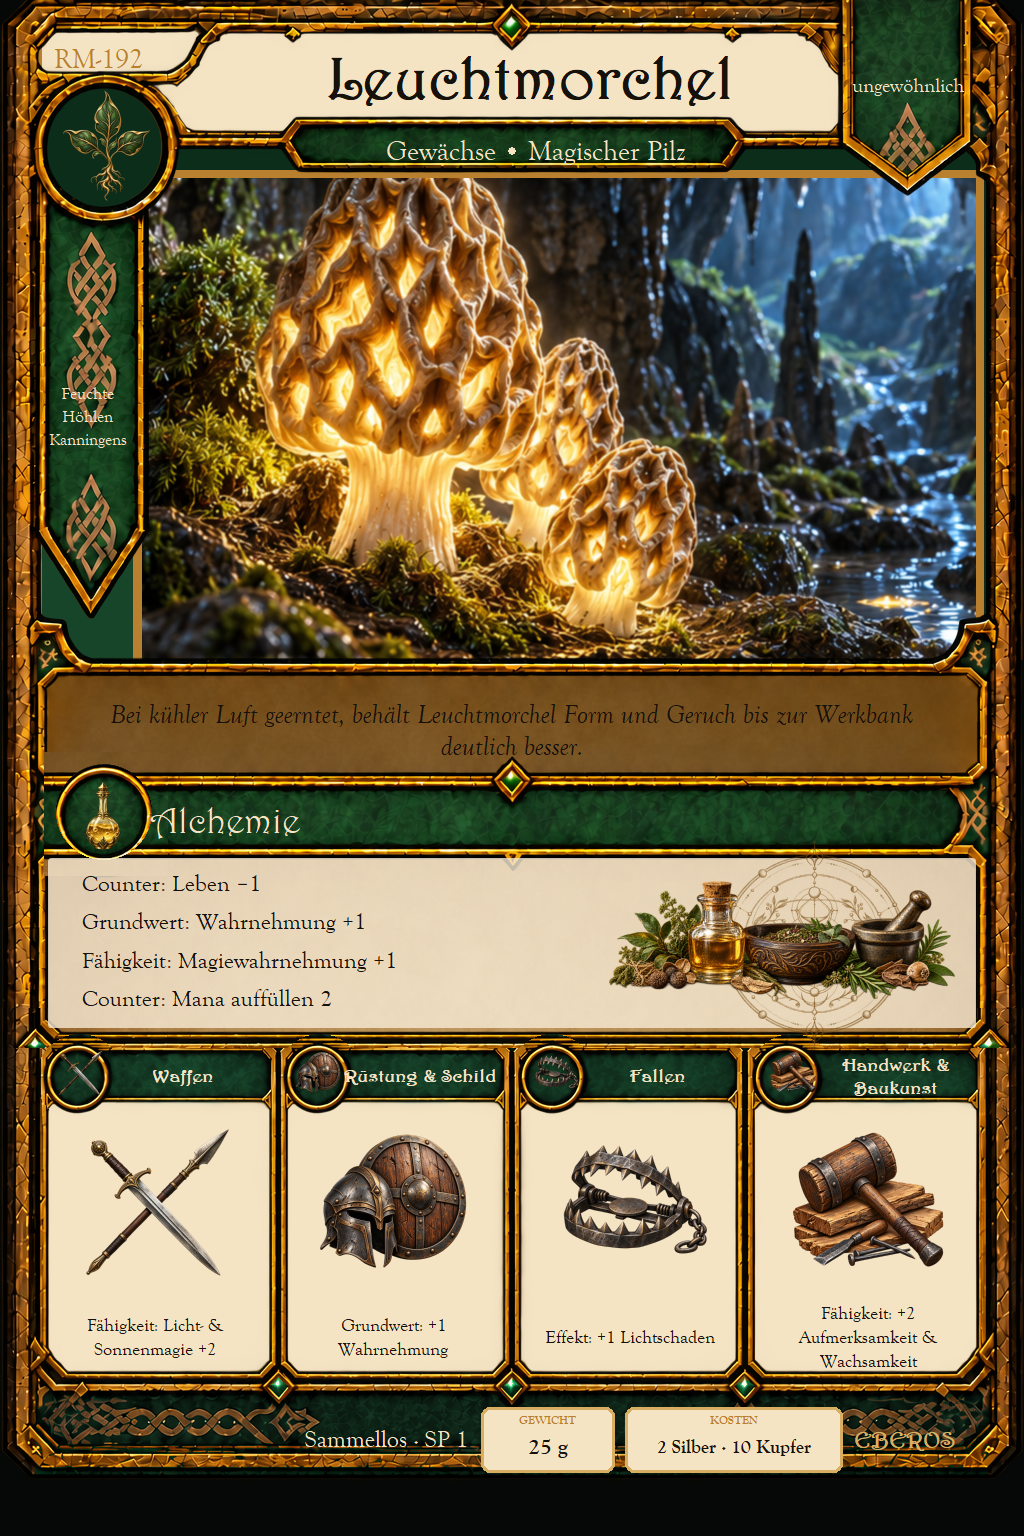 RM-192
Leuchtmorchel
ungewöhnlich
Gewächse • Magischer Pilz
Feuchte
Höhlen
Kanningens
Bei kühler Luft geerntet, behält Leuchtmorchel Form und Geruch bis zur Werkbank
deutlich besser.
Alchemie
Counter: Leben −1
Grundwert: Wahrnehmung +1
Fähigkeit: Magiewahrnehmung +1
Counter: Mana auffüllen 2
Waffen
Fähigkeit: Licht- &
Sonnenmagie +2
Rüstung & Schild
Grundwert: +1
Wahrnehmung
Fallen
Effekt: +1 Lichtschaden
Handwerk &
Baukunst
Fähigkeit: +2
Aufmerksamkeit &
Wachsamkeit
Sammellos · SP 1
GEWICHT
25 g
KOSTEN
2 Silber · 10 Kupfer
EBEROS